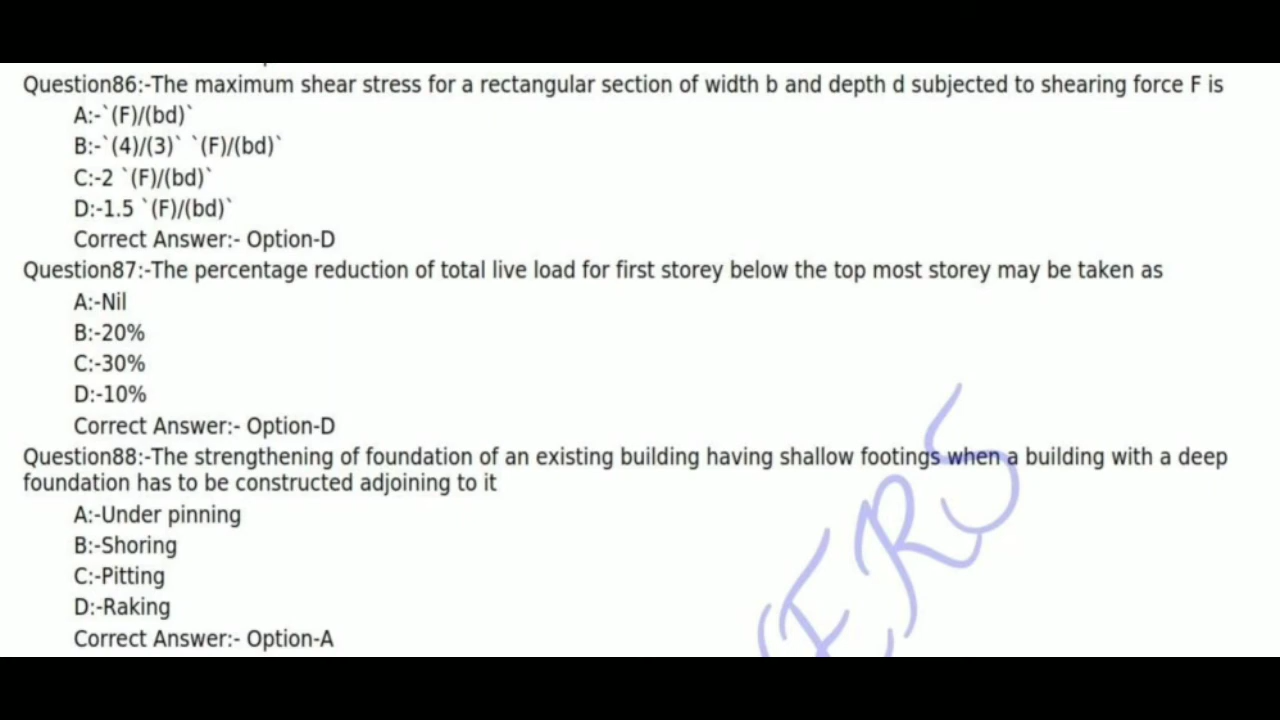 Question86:-The maximum shear stress for a rectangular section of width b and depth d subjected to shearing force F is
A:-`(F)/(bd)`
B:-`(4)/(3)` `(F)/(bd)`
C:-2 `(F)/(bd)`
D:-1.5 `(F)/(bd)`
Correct Answer:- Option-D
Question87:-The percentage reduction of total live load for first storey below the top most storey may be taken as
A:-Nil
B:-20%
C:-30%
D:-10%
Correct Answer:- Option-D
Question88:-The strengthening of foundation of an existing building having shallow footings when a building with a deep
foundation has to be constructed adjoining to it
A:-Under pinning
B:-Shoring
C:-Pitting
D:-Raking
Correct Answer:- Option-A